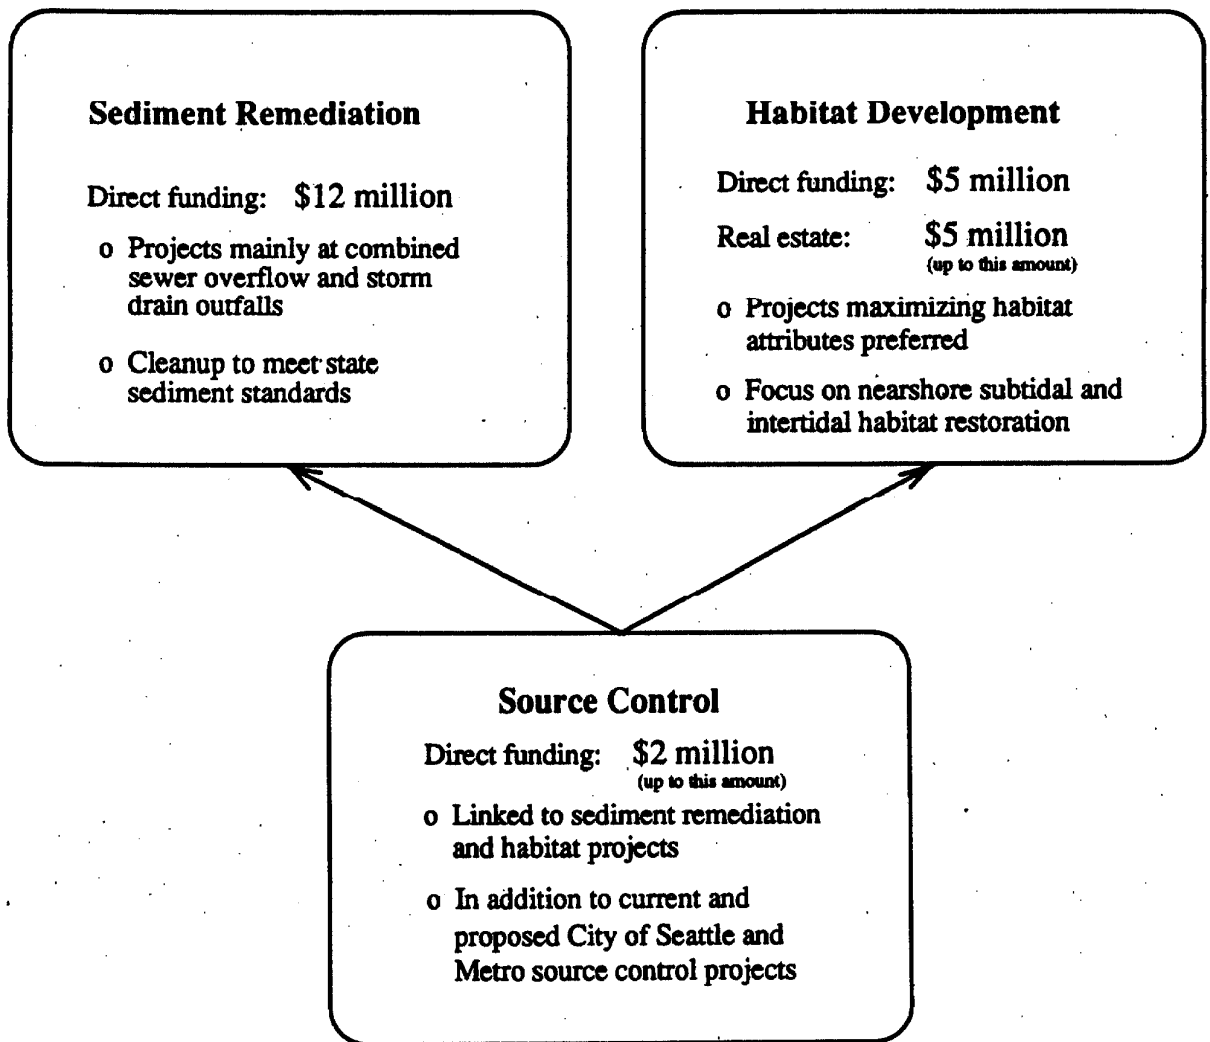 Sediment Remediation
Direct funding: $12 million
o Projects mainly at combined
sewer overflow and storm
drain outfalls
o Cleanup to meet state
sediment standards
Habitat Development
Direct funding: $5 million
Real estate: $5 million
(up to this amount)
o Projects maximizing habitat
attributes preferred
o Focus on nearshore subtidal and
intertidal habitat restoration
Source Control
Direct funding: $2 million
(up to this amount)
o Linked to sediment remediation
and habitat projects
o In addition to current and
proposed City of Seattle and
Metro source control projects